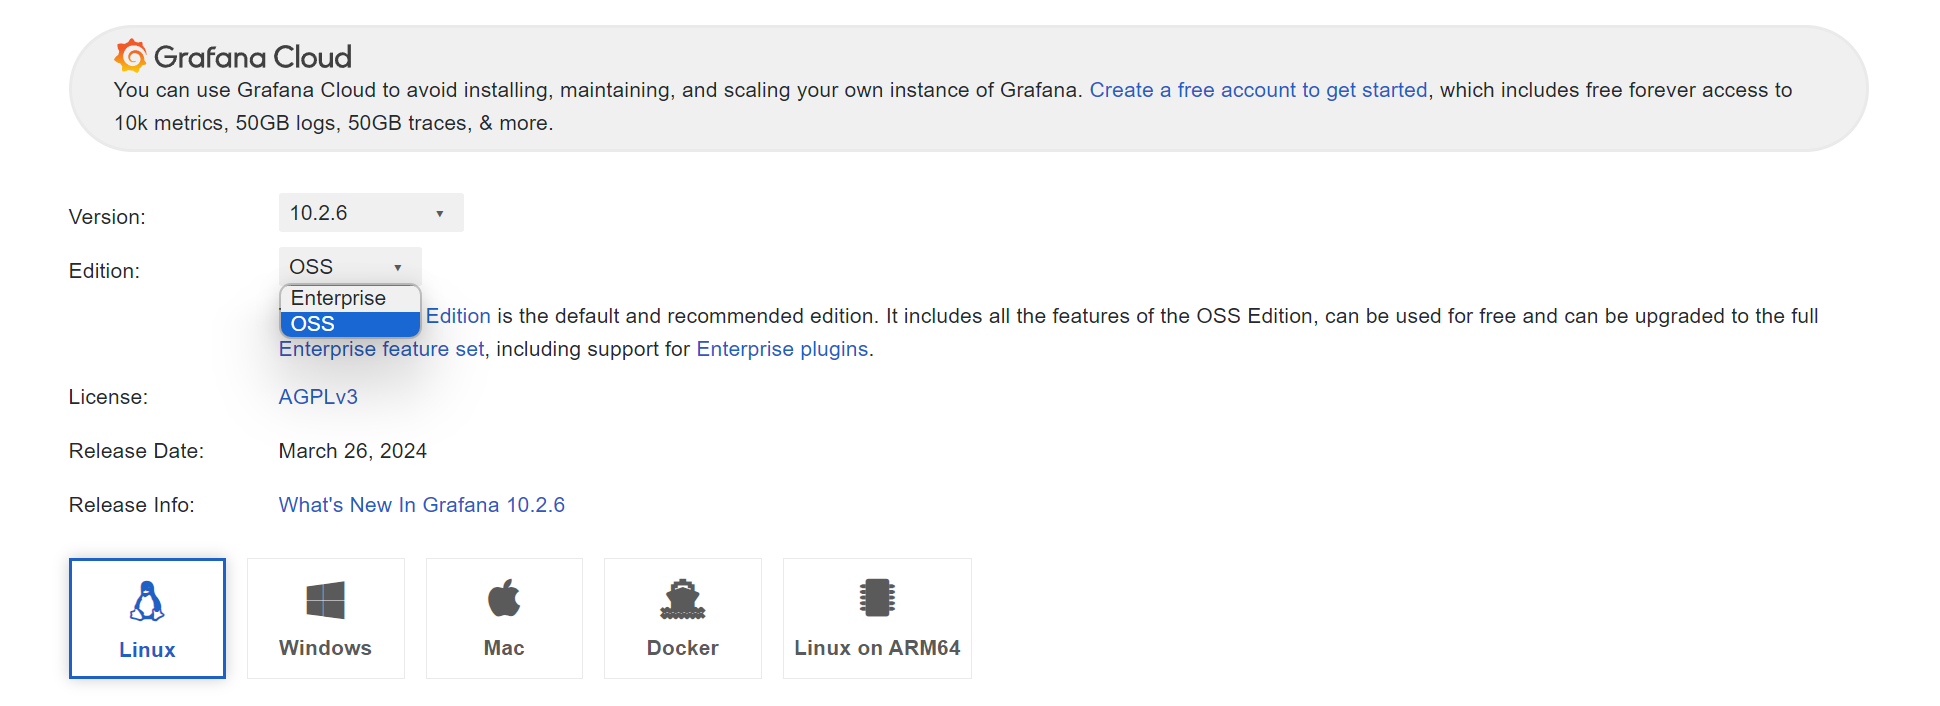 Grafana Cloud
You can use Grafana Cloud to avoid installing, maintaining, and scaling your own instance of Grafana. Create a free account to get started, which includes free forever access to
10k metrics, 50GB logs, 50GB traces, & more.
Version: 10.2.6
Edition: OSS
Enterprise
OSS
Edition is the default and recommended edition. It includes all the features of the OSS Edition, can be used for free and can be upgraded to the full
Enterprise feature set, including support for Enterprise plugins.
License: AGPLv3
Release Date: March 26, 2024
Release Info: What's New In Grafana 10.2.6
Linux Windows Mac Docker Linux on ARM64